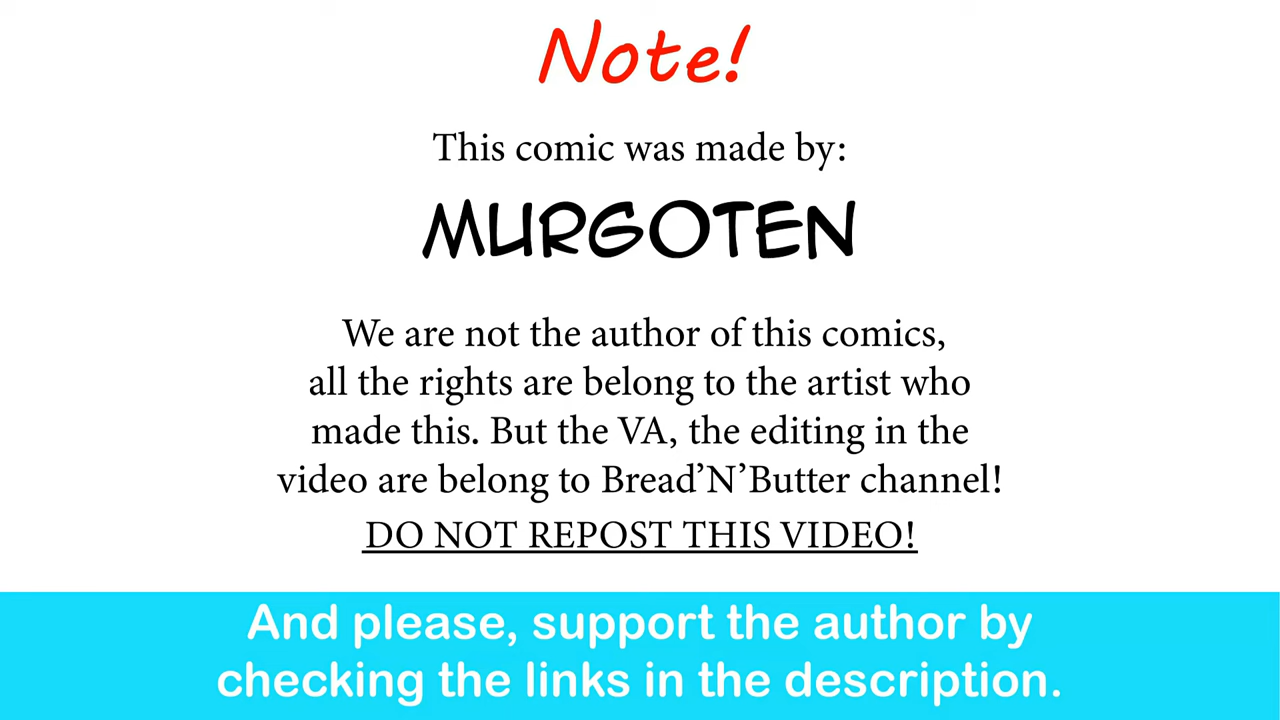 Note!
This comic was made by:
MURGOTEN
We are not the author of this comics,
all the rights are belong to the artist who
made this. But the VA, the editing in the
video are belong to Bread’N’Butter channel!
DO NOT REPOST THIS VIDEO!
And please, support the author by
checking the links in the description.